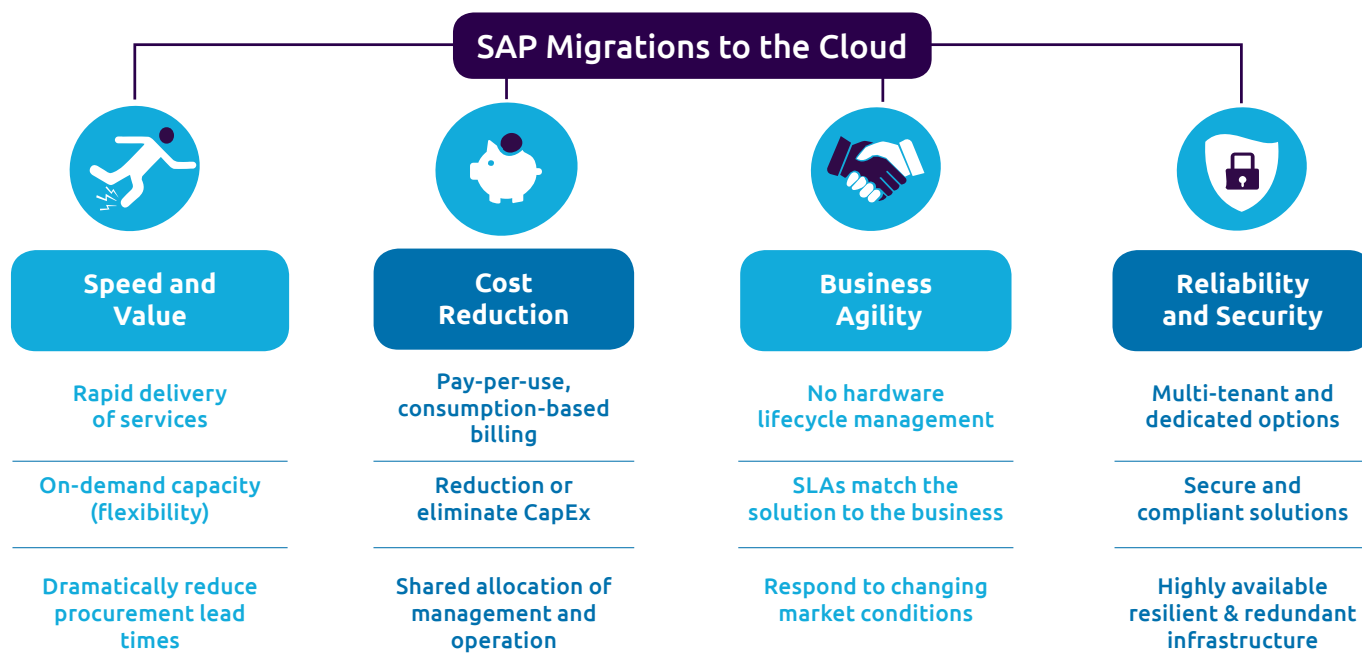 SAP Migrations to the Cloud
Speed and
Value
Rapid delivery
of services
On-demand capacity
(flexibility)
Dramatically reduce
procurement lead
times
Cost
Reduction
Pay-per-use,
consumption-based
billing
Reduction or
eliminate CapEx
Shared allocation of
management and
operation
Business
Agility
No hardware
lifecycle management
SLAs match the
solution to the business
Respond to changing
market conditions
Reliability
and Security
Multi-tenant and
dedicated options
Secure and
compliant solutions
Highly available
resilient & redundant
infrastructure